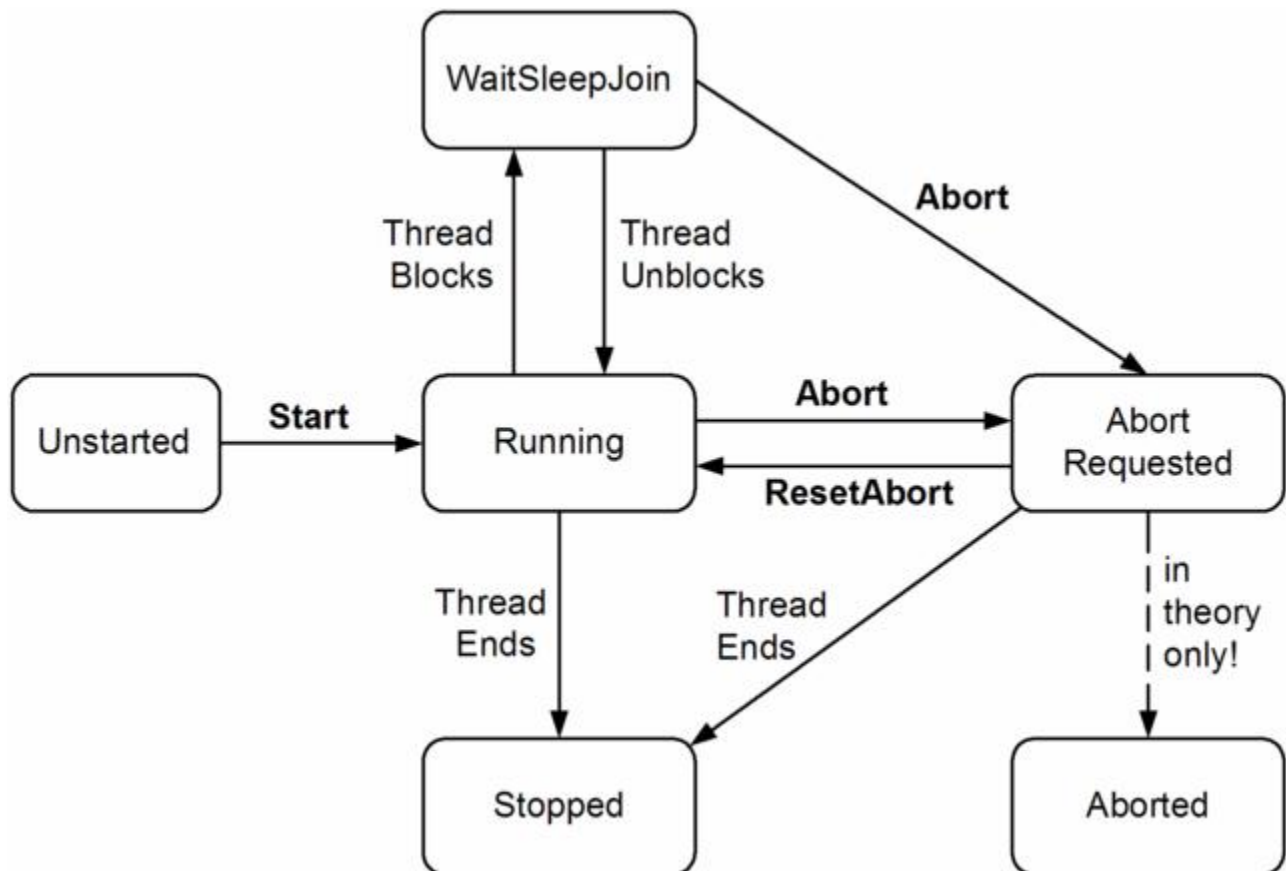 WaitSleepJoin
Abort
Thread
Blocks
Thread
Unblocks
Unstarted
Start
Running
Abort
ResetAbort
Abort
Requested
Thread
Ends
Thread
Ends
in
theory
only!
Stopped
Aborted